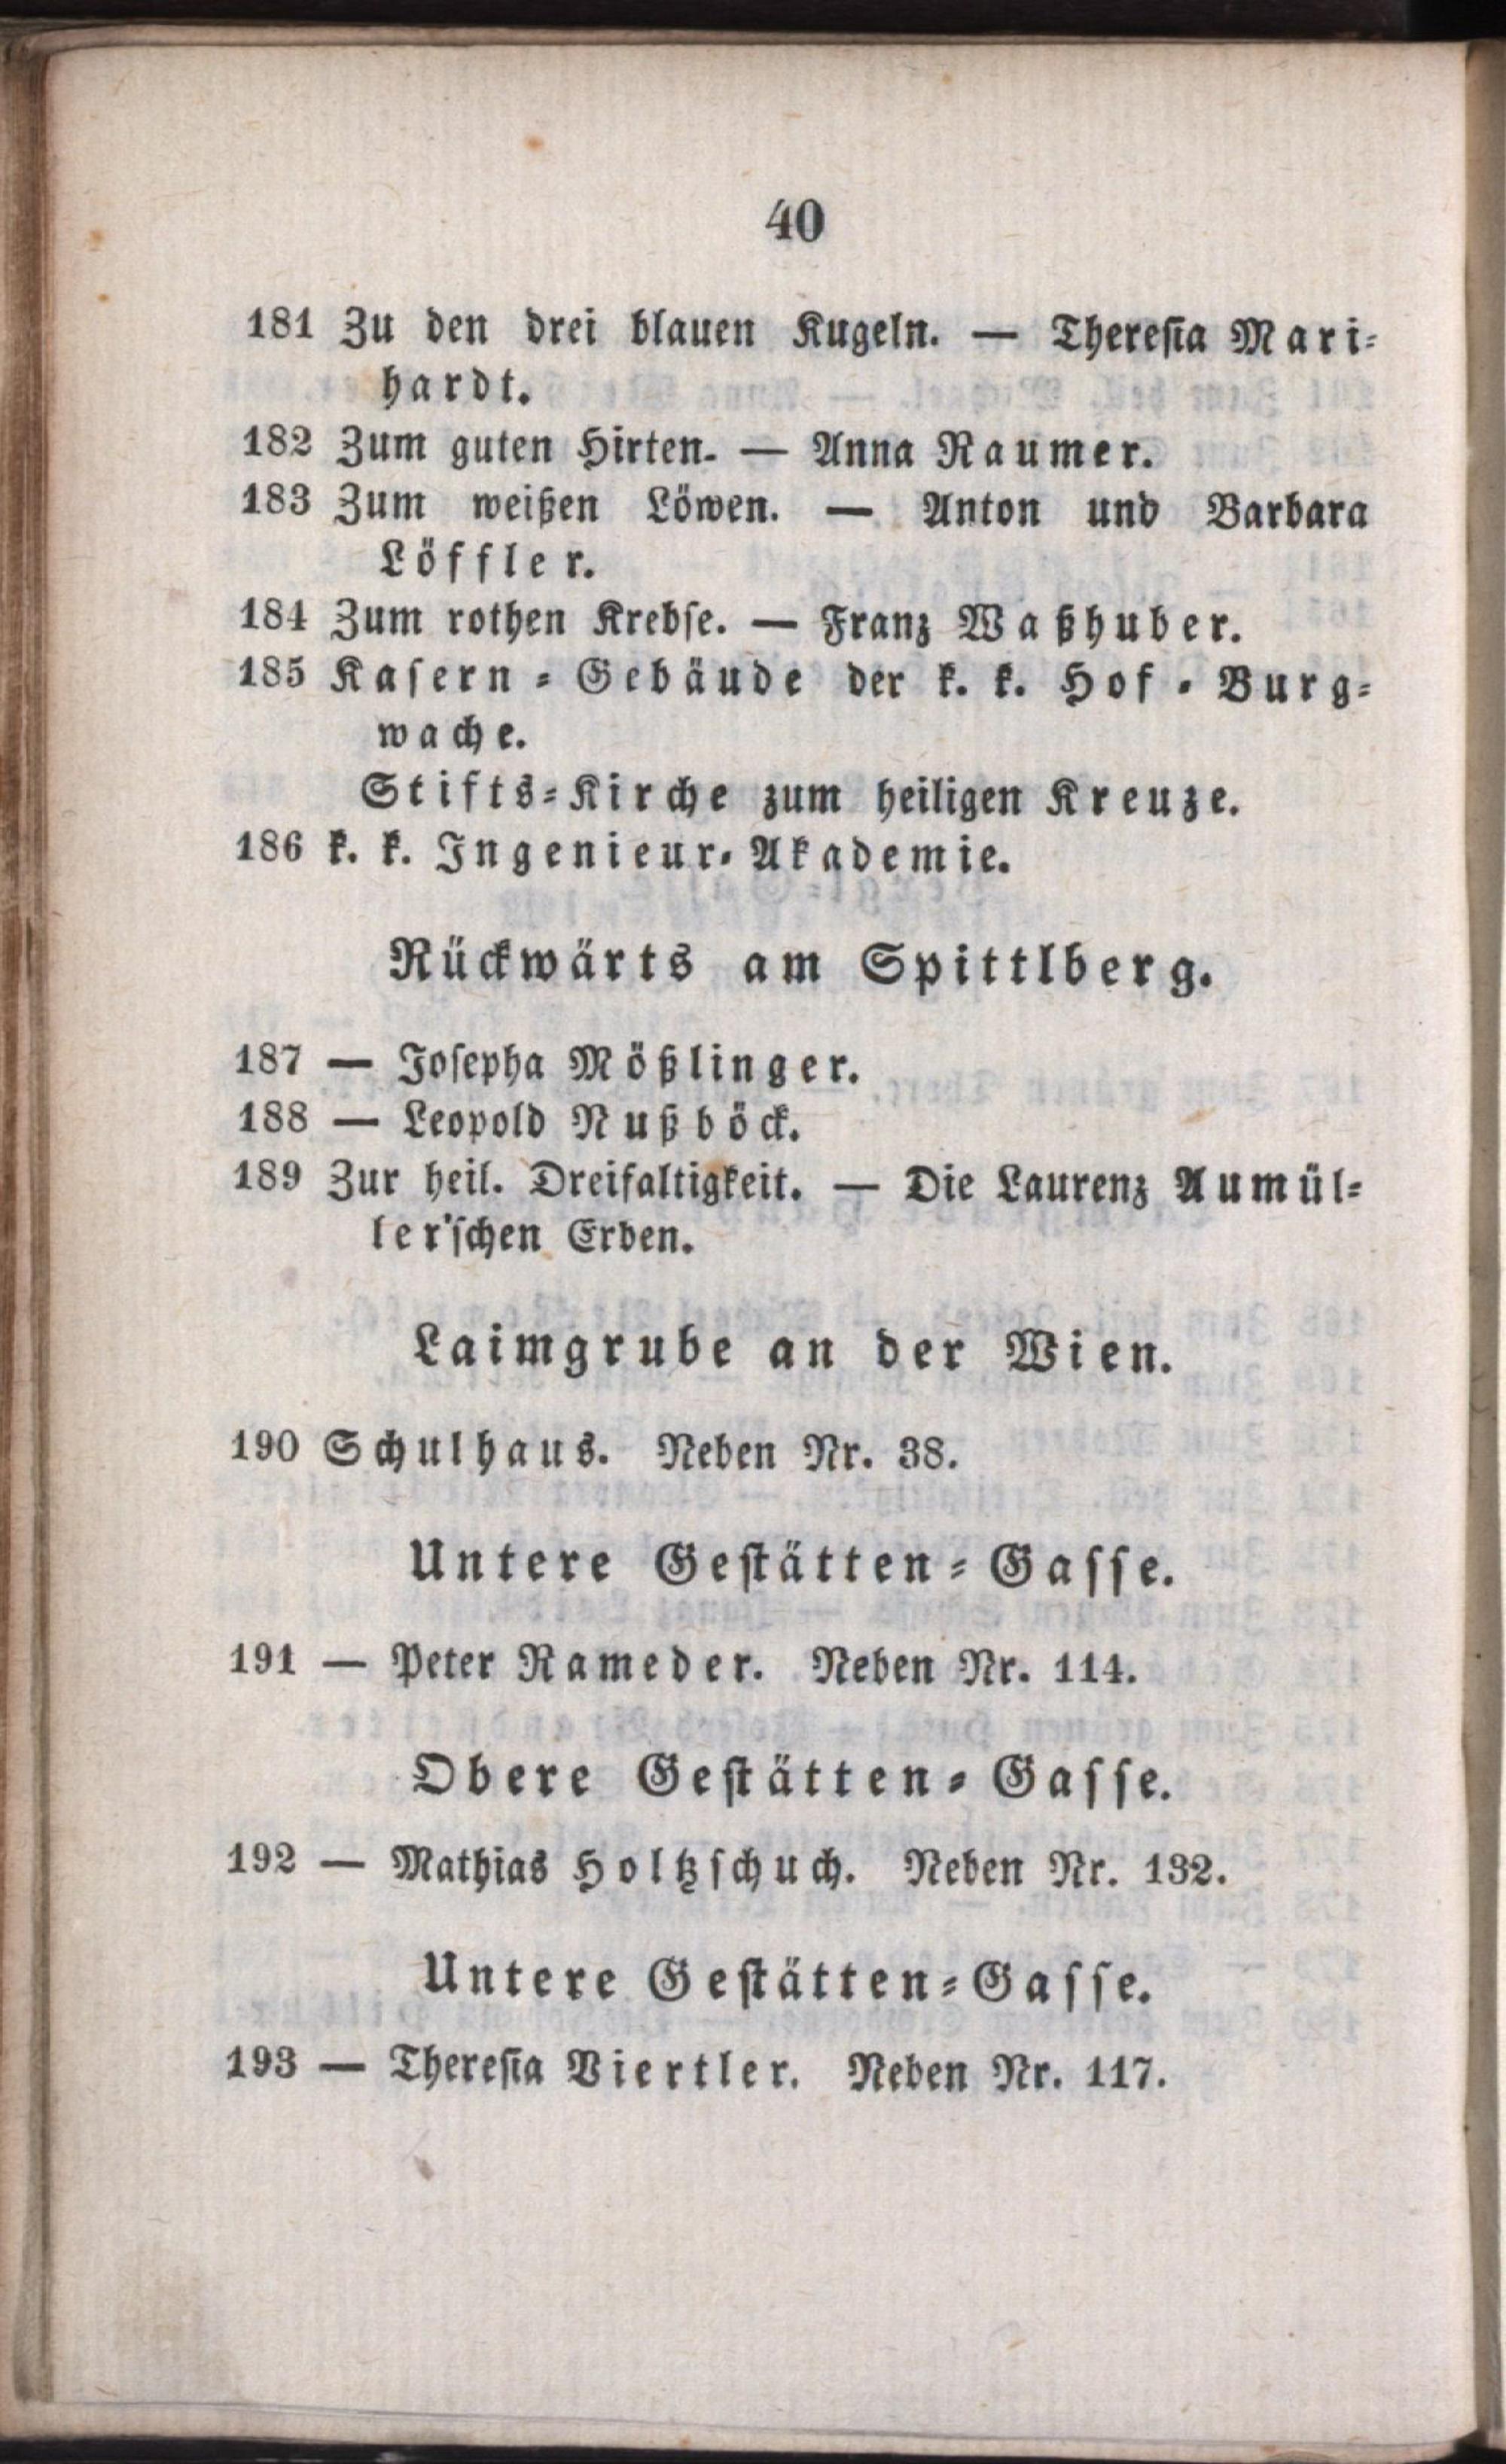 40
181 Zu den drei blauen Kugeln. — Theresia Mari-
hardt.
182 Zum guten Hirten. — Anna Raumer.
183 Zum weißen Löwen. — Anton und Barbara
Löffler.
184 Zum rothen Krebse. — Franz Waßhuber.
185 Kasern-Gebäude der k. k. Hof-Burg-
wache.
Stifts-Kirche zum heiligen Kreuze.
186 k. k. Ingenieur-Akademie.
Rückwärts am Spittlberg.
187 — Josepha Mößlinger.
188 — Leopold Nußböck.
189 Zur heil. Dreifaltigkeit. — Die Laurenz Aumül-
ler'schen Erben.
Laimgrube an der Wien.
190 Schulhaus. Neben Nr. 38.
Untere Gestätten-Gasse.
191 — Peter Rameder. Neben Nr. 114.
Obere Gestätten-Gasse.
192 — Mathias Holtzschuch. Neben Nr. 132.
Untere Gestätten-Gasse.
193 — Theresia Viertler. Neben Nr. 117.